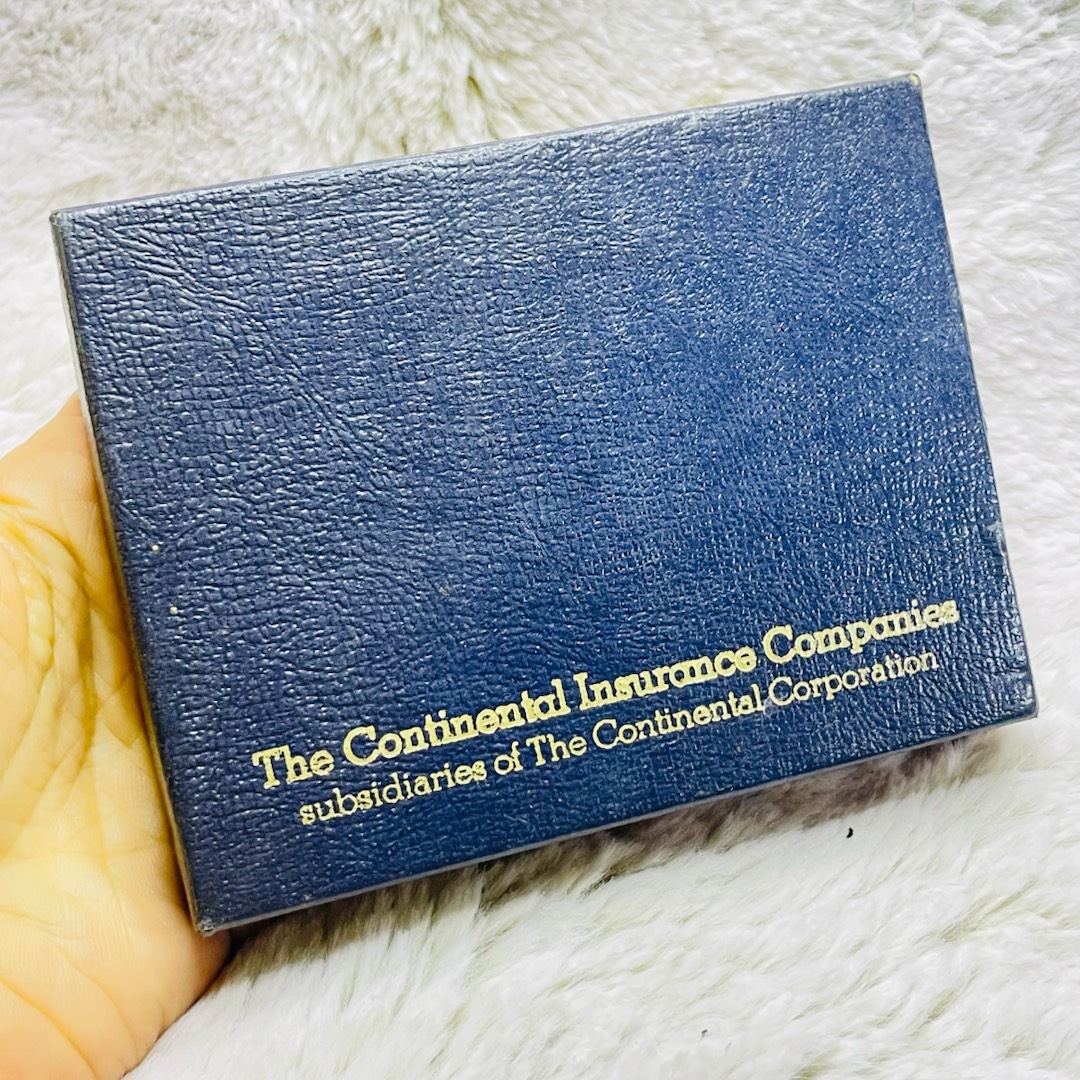 The Continental Insurance Companies
subsidiaries of The Continental Corporation